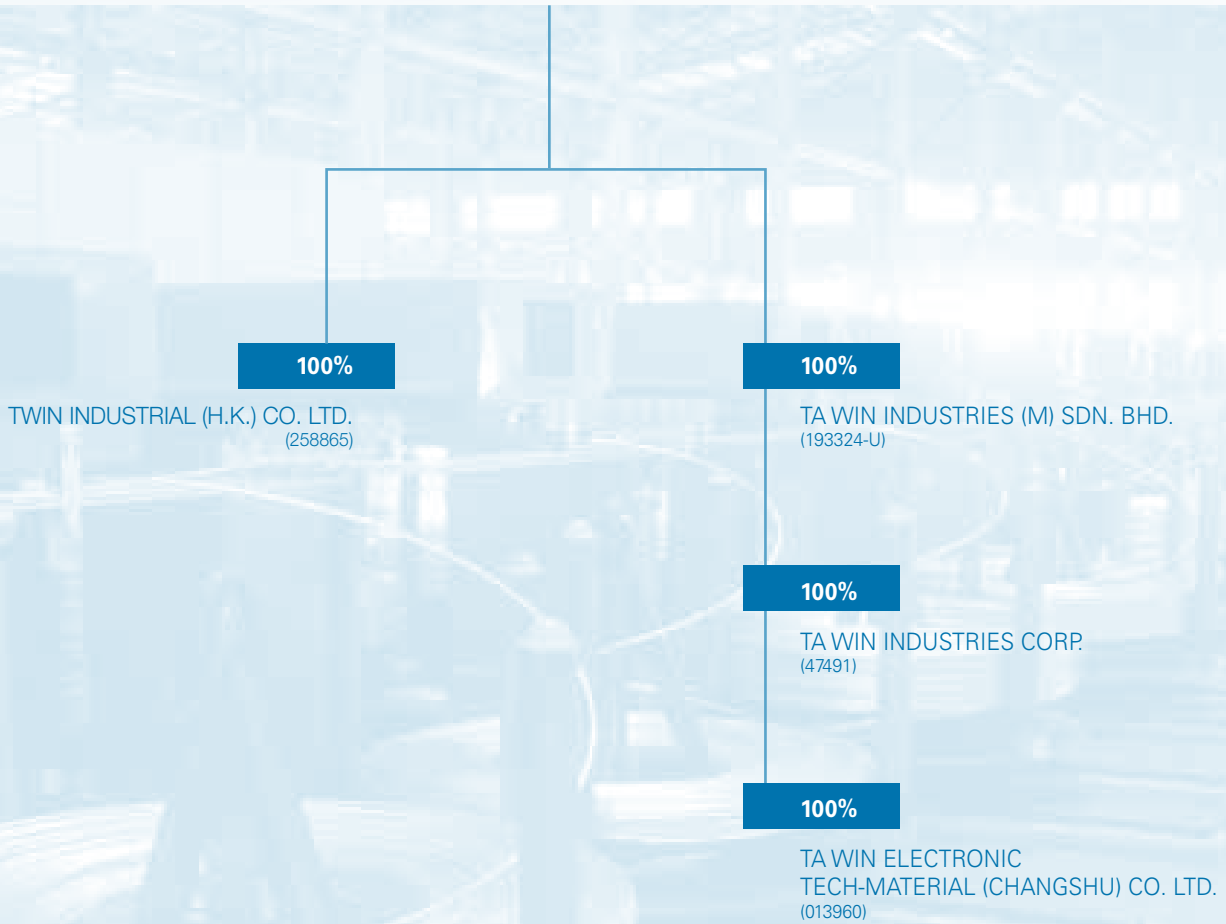 100%
TWIN INDUSTRIAL (H.K.) CO. LTD.
(258865)
100%
TA WIN INDUSTRIES (M) SDN. BHD.
(193324-U)
100%
TA WIN INDUSTRIES CORP.
(47491)
100%
TA WIN ELECTRONIC
TECH-MATERIAL (CHANGSHU) CO. LTD.
(013960)